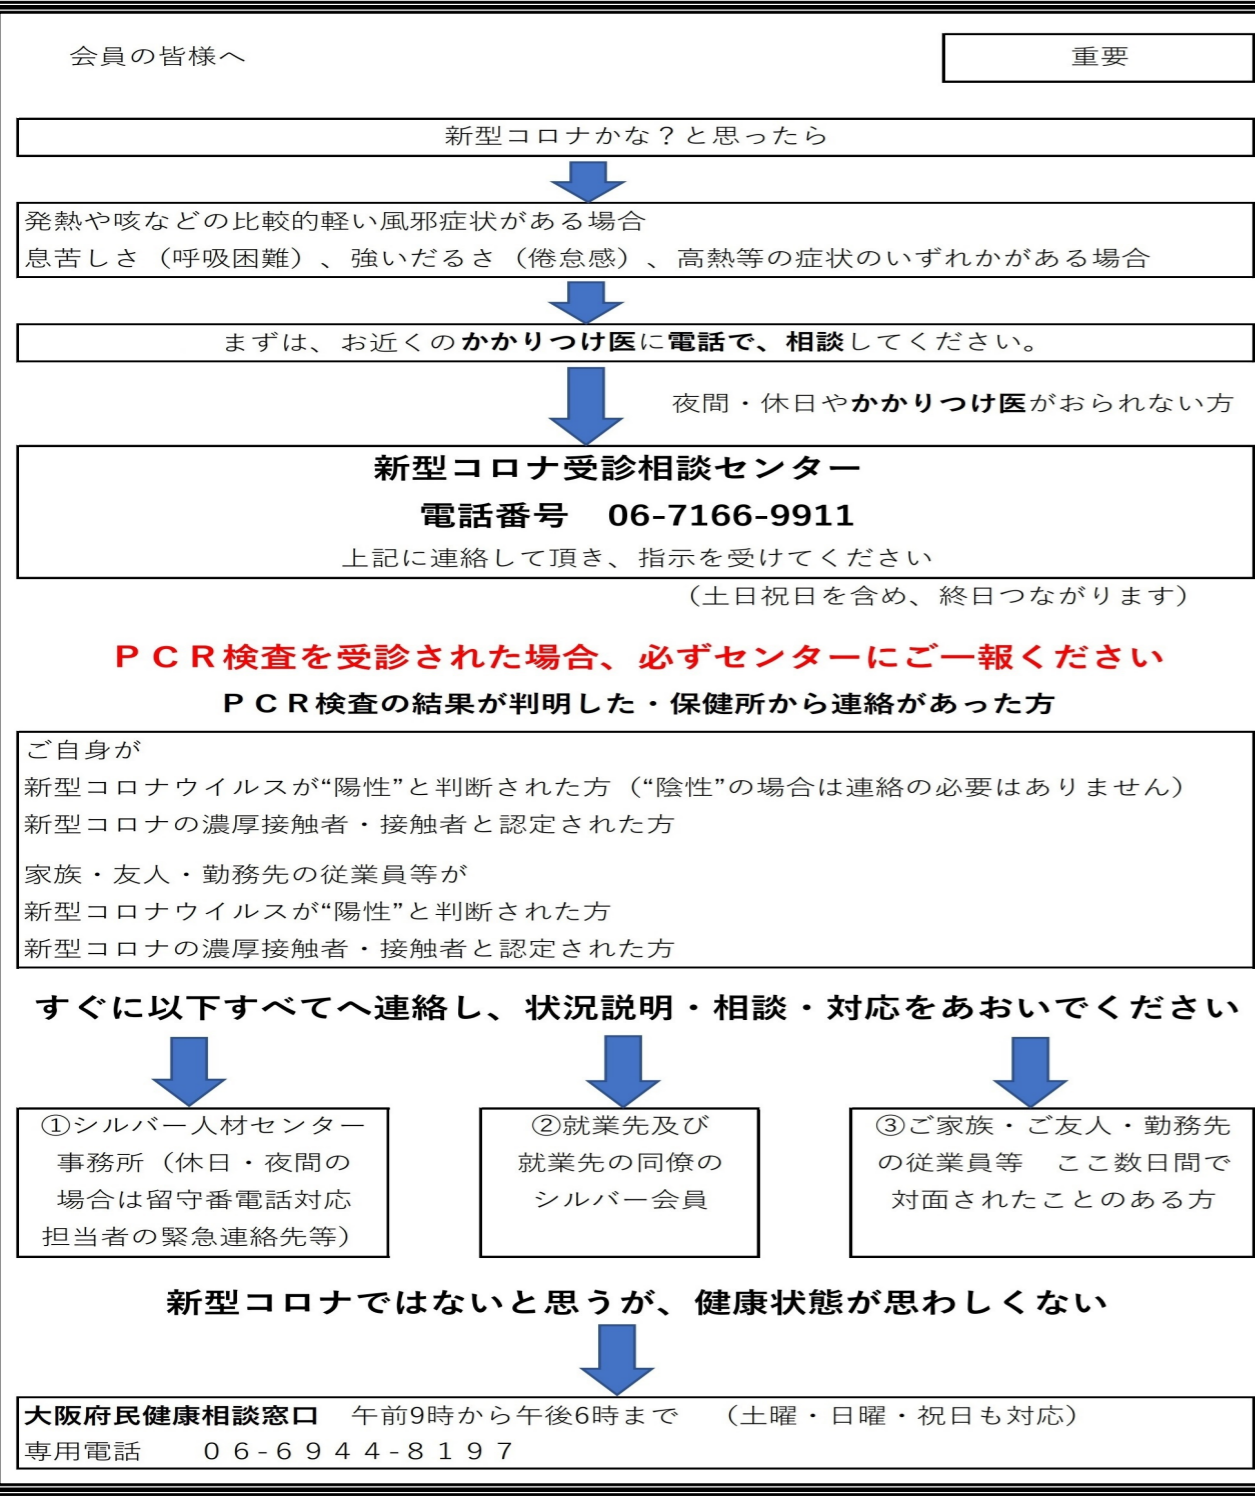 会員の皆様へ
重要
新型コロナかな？と思ったら
発熱や咳などの比較的軽い風邪症状がある場合
息苦しさ（呼吸困難）、強いだるさ（倦怠感）、高熱等の症状のいずれかがある場合
まずは、お近くのかかりつけ医に電話で、相談してください。
夜間・休日やかかりつけ医がおられない方
新型コロナ受診相談センター
電話番号　06-7166-9911
上記に連絡して頂き、指示を受けてください
（土日祝日を含め、終日つながります）
ＰＣＲ検査を受診された場合、必ずセンターにご一報ください
ＰＣＲ検査の結果が判明した・保健所から連絡があった方
ご自身が
新型コロナウイルスが“陽性”と判断された方（“陰性”の場合は連絡の必要はありません）
新型コロナの濃厚接触者・接触者と認定された方
家族・友人・勤務先の従業員等が
新型コロナウイルスが“陽性”と判断された方
新型コロナの濃厚接触者・接触者と認定された方
すぐに以下すべてへ連絡し、状況説明・相談・対応をあおいでください
①シルバー人材センター
事務所（休日・夜間の
場合は留守番電話対応
担当者の緊急連絡先等）
②就業先及び
就業先の同僚の
シルバー会員
③ご家族・ご友人・勤務先
の従業員等　ここ数日間で
対面されたことのある方
新型コロナではないと思うが、健康状態が思わしくない
大阪府民健康相談窓口　午前9時から午後6時まで　（土曜・日曜・祝日も対応）
専用電話　　０６-６９４４-８１９７